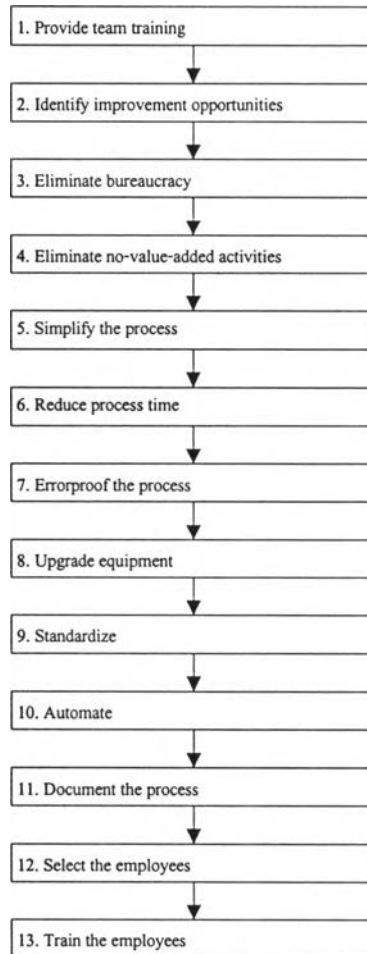 1. Provide team training
2. Identify improvement opportunities
3. Eliminate bureaucracy
4. Eliminate no-value-added activities
5. Simplify the process
6. Reduce process time
7. Errorproof the process
8. Upgrade equipment
9. Standardize
10. Automate
11. Document the process
12. Select the employees
13. Train the employees